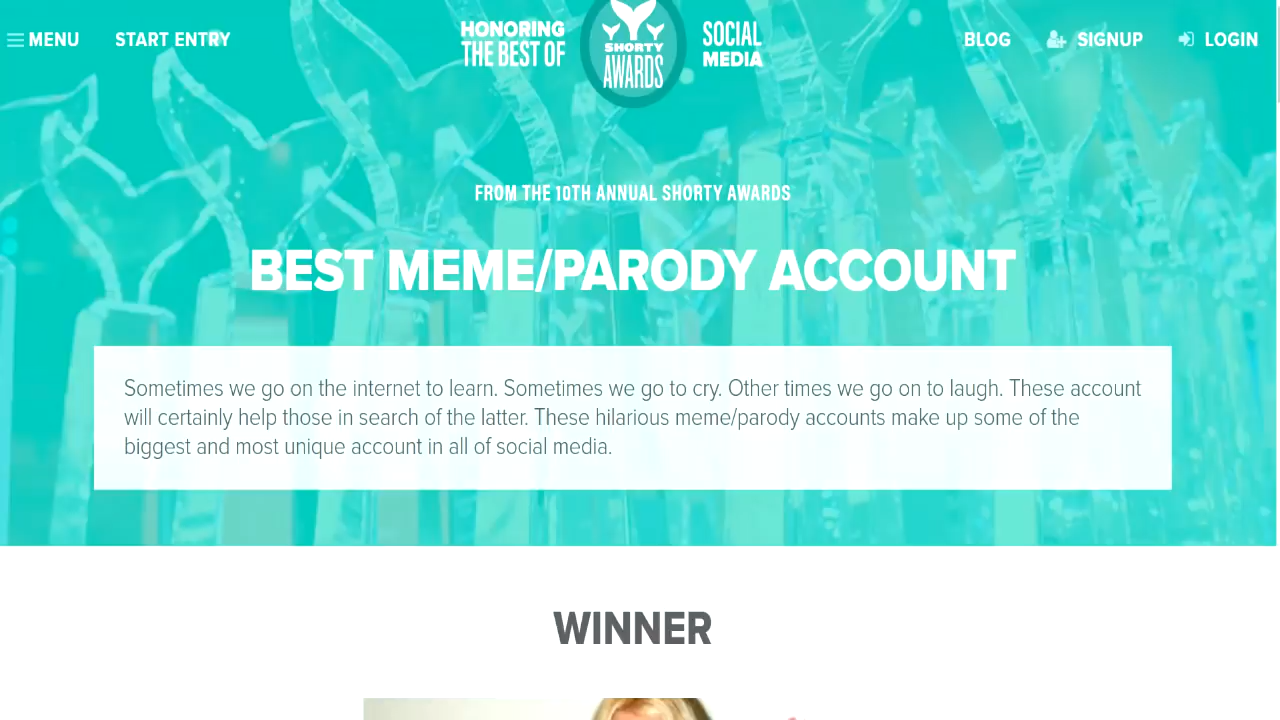 MENU
START ENTRY
HONORING
THE BEST OF
SHORTY
AWARDS
SOCIAL
MEDIA
BLOG
SIGNUP
LOGIN
FROM THE 10TH ANNUAL SHORTY AWARDS
BEST MEME/PARODY ACCOUNT
Sometimes we go on the internet to learn. Sometimes we go to cry. Other times we go on to laugh. These account
will certainly help those in search of the latter. These hilarious meme/parody accounts make up some of the
biggest and most unique account in all of social media.
WINNER